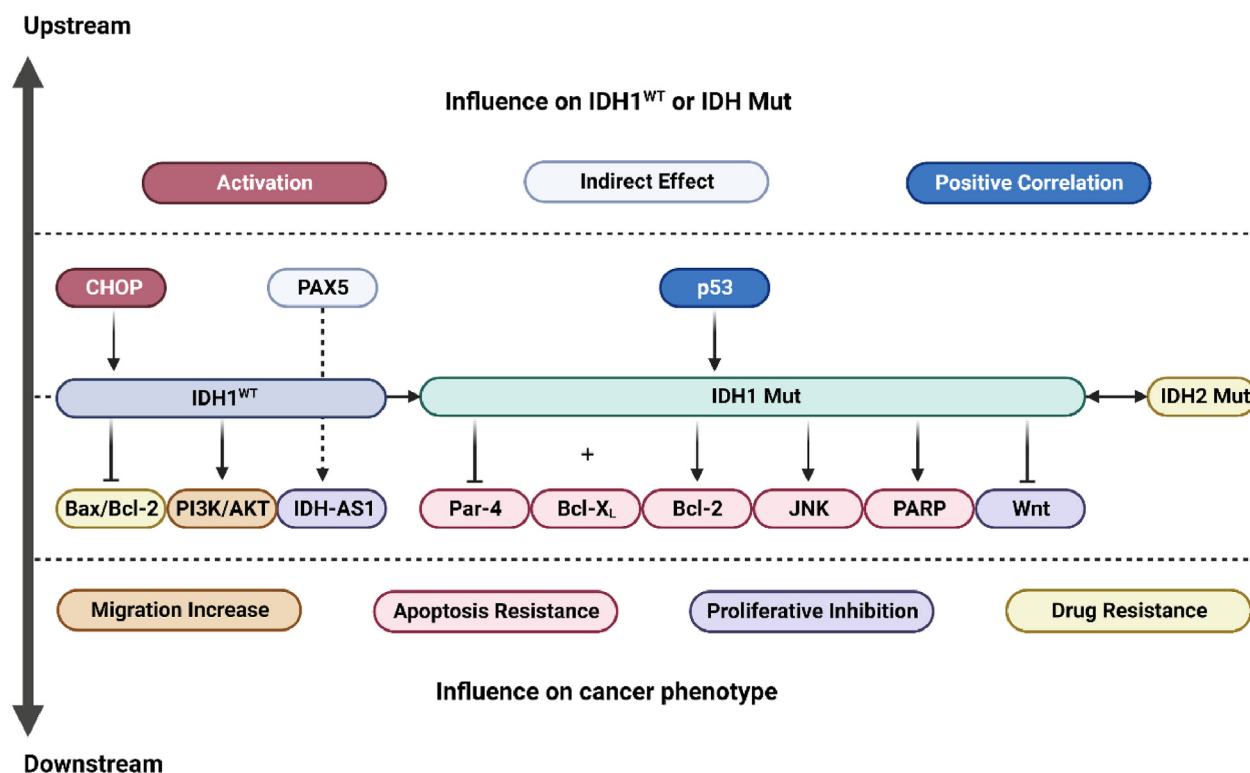 Upstream
Influence on IDH1ᵂᵀ or IDH Mut
Activation
Indirect Effect
Positive Correlation
CHOP
PAX5
p53
IDH1ᵂᵀ
IDH1 Mut
IDH2 Mut
+
Bax/Bcl-2
PI3K/AKT
IDH-AS1
Par-4
Bcl-X_L
Bcl-2
JNK
PARP
Wnt
Migration Increase
Apoptosis Resistance
Proliferative Inhibition
Drug Resistance
Influence on cancer phenotype
Downstream